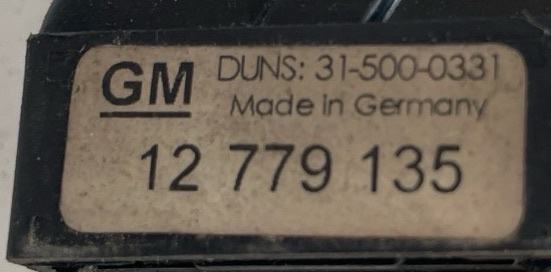 GM DUNS: 31-500-0331
Made in Germany
12 779 135